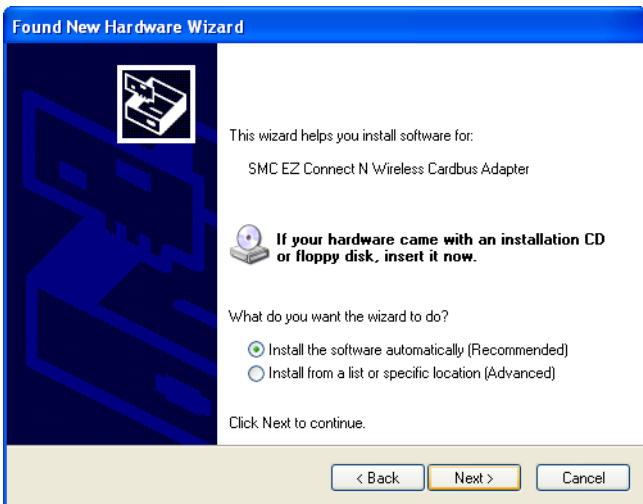 Found New Hardware Wizard
This wizard helps you install software for:
SMC EZ Connect N Wireless Cardbus Adapter
If your hardware came with an installation CD
or floppy disk, insert it now.
What do you want the wizard to do?
Install the software automatically (Recommended)
Install from a list or specific location (Advanced)
Click Next to continue.
< Back Next > Cancel